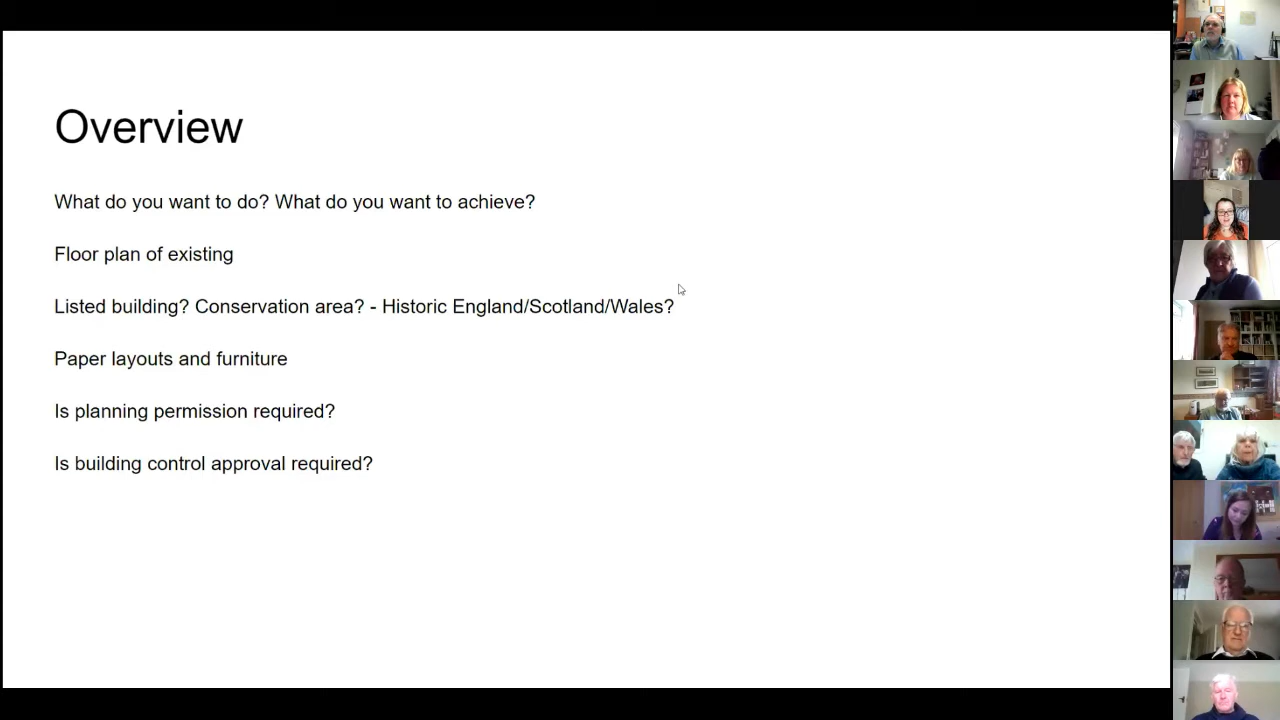 Overview
What do you want to do? What do you want to achieve?
Floor plan of existing
Listed building? Conservation area? - Historic England/Scotland/Wales?
Paper layouts and furniture
Is planning permission required?
Is building control approval required?